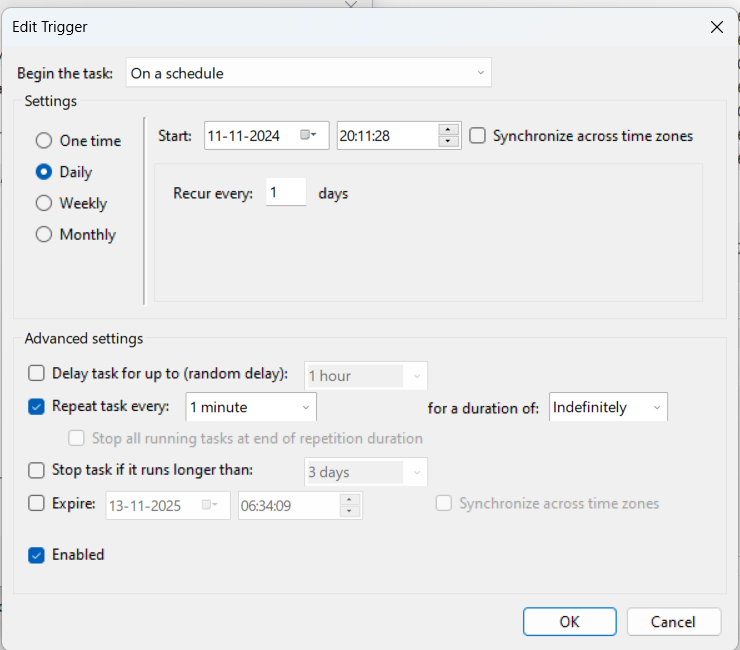 Edit Trigger
Begin the task: On a schedule
Settings
One time
Daily
Weekly
Monthly
Start: 11-11-2024 20:11:28 Synchronize across time zones
Recur every: 1 days
Advanced settings
Delay task for up to (random delay): 1 hour
Repeat task every: 1 minute for a duration of: Indefinitely
Stop all running tasks at end of repetition duration
Stop task if it runs longer than: 3 days
Expire: 13-11-2025 06:34:09 Synchronize across time zones
Enabled
OK Cancel